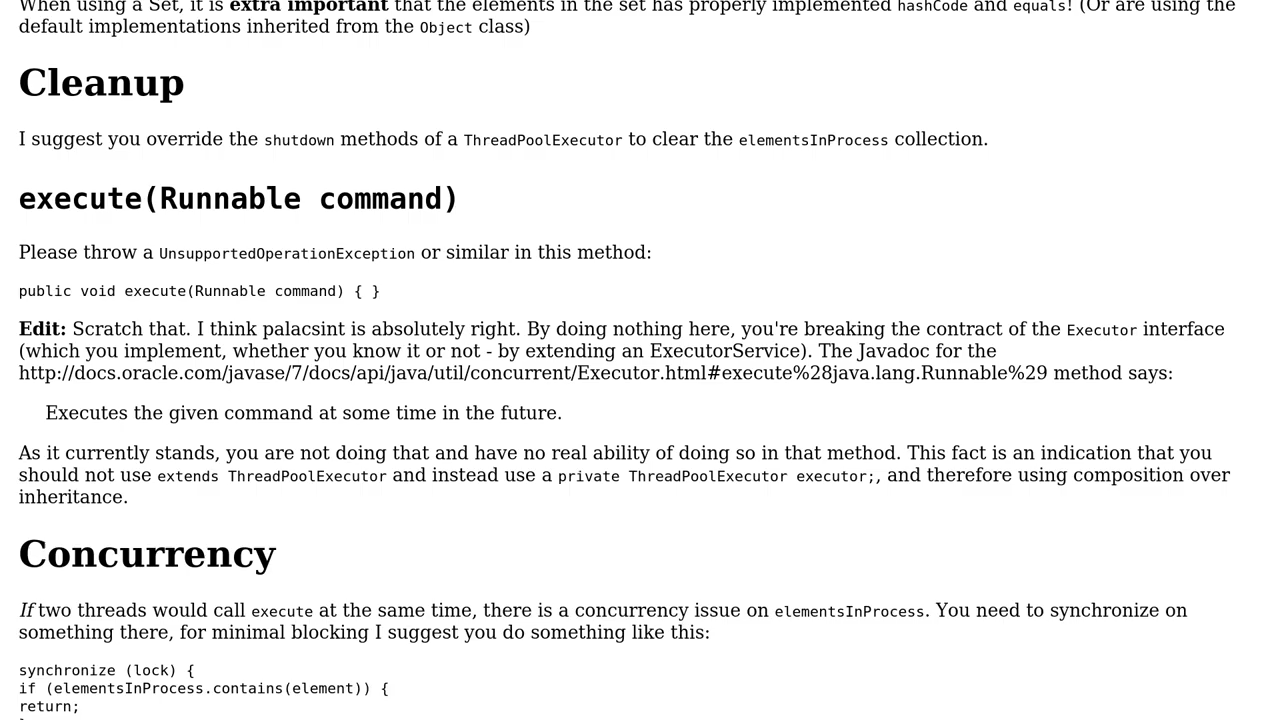 When using a Set, it is extra important that the elements in the set has properly implemented hashCode and equals! (Or are using the
default implementations inherited from the Object class)
Cleanup
I suggest you override the shutdown methods of a ThreadPoolExecutor to clear the elementsInProcess collection.
execute(Runnable command)
Please throw a UnsupportedOperationException or similar in this method:
public void execute(Runnable command) { }
Edit: Scratch that. I think palacsint is absolutely right. By doing nothing here, you're breaking the contract of the Executor interface
(which you implement, whether you know it or not - by extending an ExecutorService). The Javadoc for the
http://docs.oracle.com/javase/7/docs/api/java/util/concurrent/Executor.html#execute%28java.lang.Runnable%29 method says:
Executes the given command at some time in the future.
As it currently stands, you are not doing that and have no real ability of doing so in that method. This fact is an indication that you
should not use extends ThreadPoolExecutor and instead use a private ThreadPoolExecutor executor;, and therefore using composition over
inheritance.
Concurrency
If two threads would call execute at the same time, there is a concurrency issue on elementsInProcess. You need to synchronize on
something there, for minimal blocking I suggest you do something like this:
synchronize (lock) {
if (elementsInProcess.contains(element)) {
return;